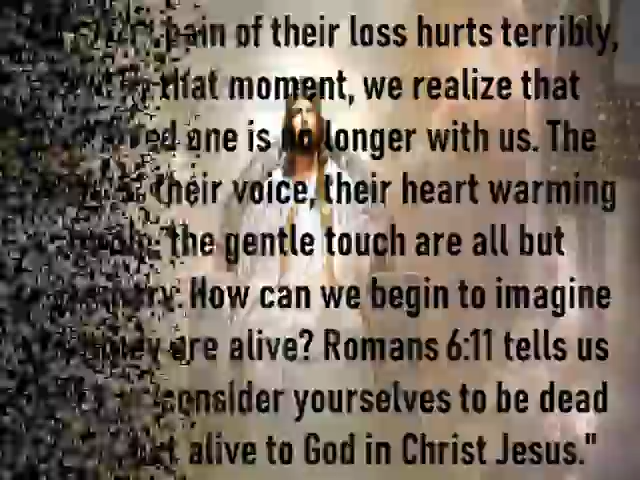 pain of their loss hurts terribly,
that moment, we realize that
one is no longer with us. The
their voice, their heart warming
the gentle touch are all but
How can we begin to imagine
are alive? Romans 6:11 tells us
consider yourselves to be dead
alive to God in Christ Jesus."